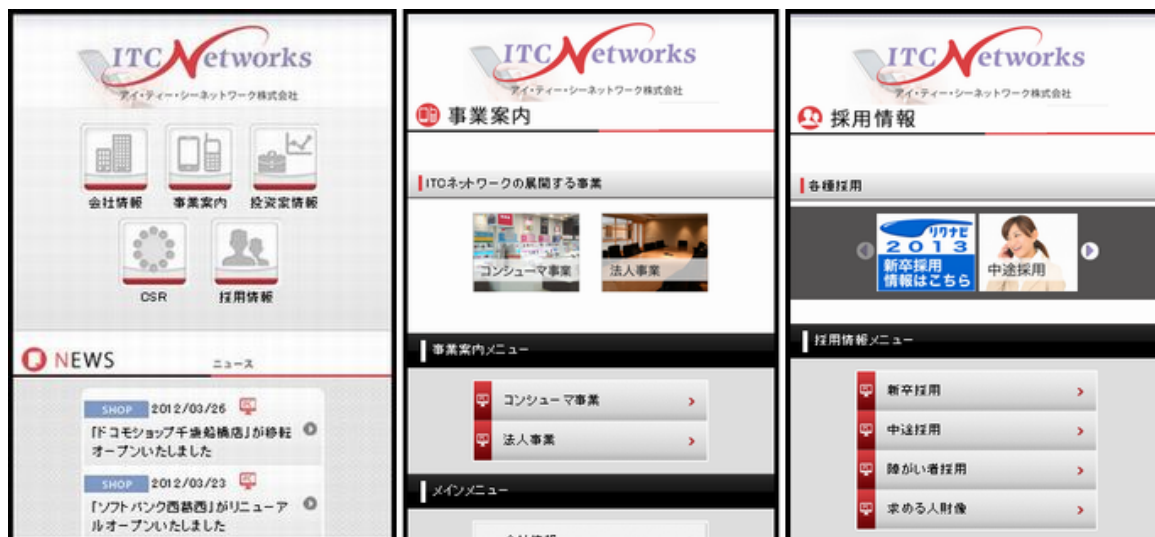 ITC Networks
アイ・ティー・シーネットワーク株式会社
会社情報
事業案内
投資家情報
CSR
採用情報
NEWS
ニュース
SHOP 2012/03/26
「ドコモショップ千歳船橋店」が移転
オープンいたしました
SHOP 2012/03/23
「ソフトバンク西葛西」がリニューア
ルオープンいたしました
ITC Networks
アイ・ティー・シーネットワーク株式会社
事業案内
ITCネットワークの展開する事業
コンシューマ事業
法人事業
事業案内メニュー
コンシューマ事業
法人事業
メインメニュー
ITC Networks
アイ・ティー・シーネットワーク株式会社
採用情報
各種採用
リクナビ
2013
新卒採用
情報はこちら
中途採用
採用情報メニュー
新卒採用
中途採用
障がい者採用
求める人財像